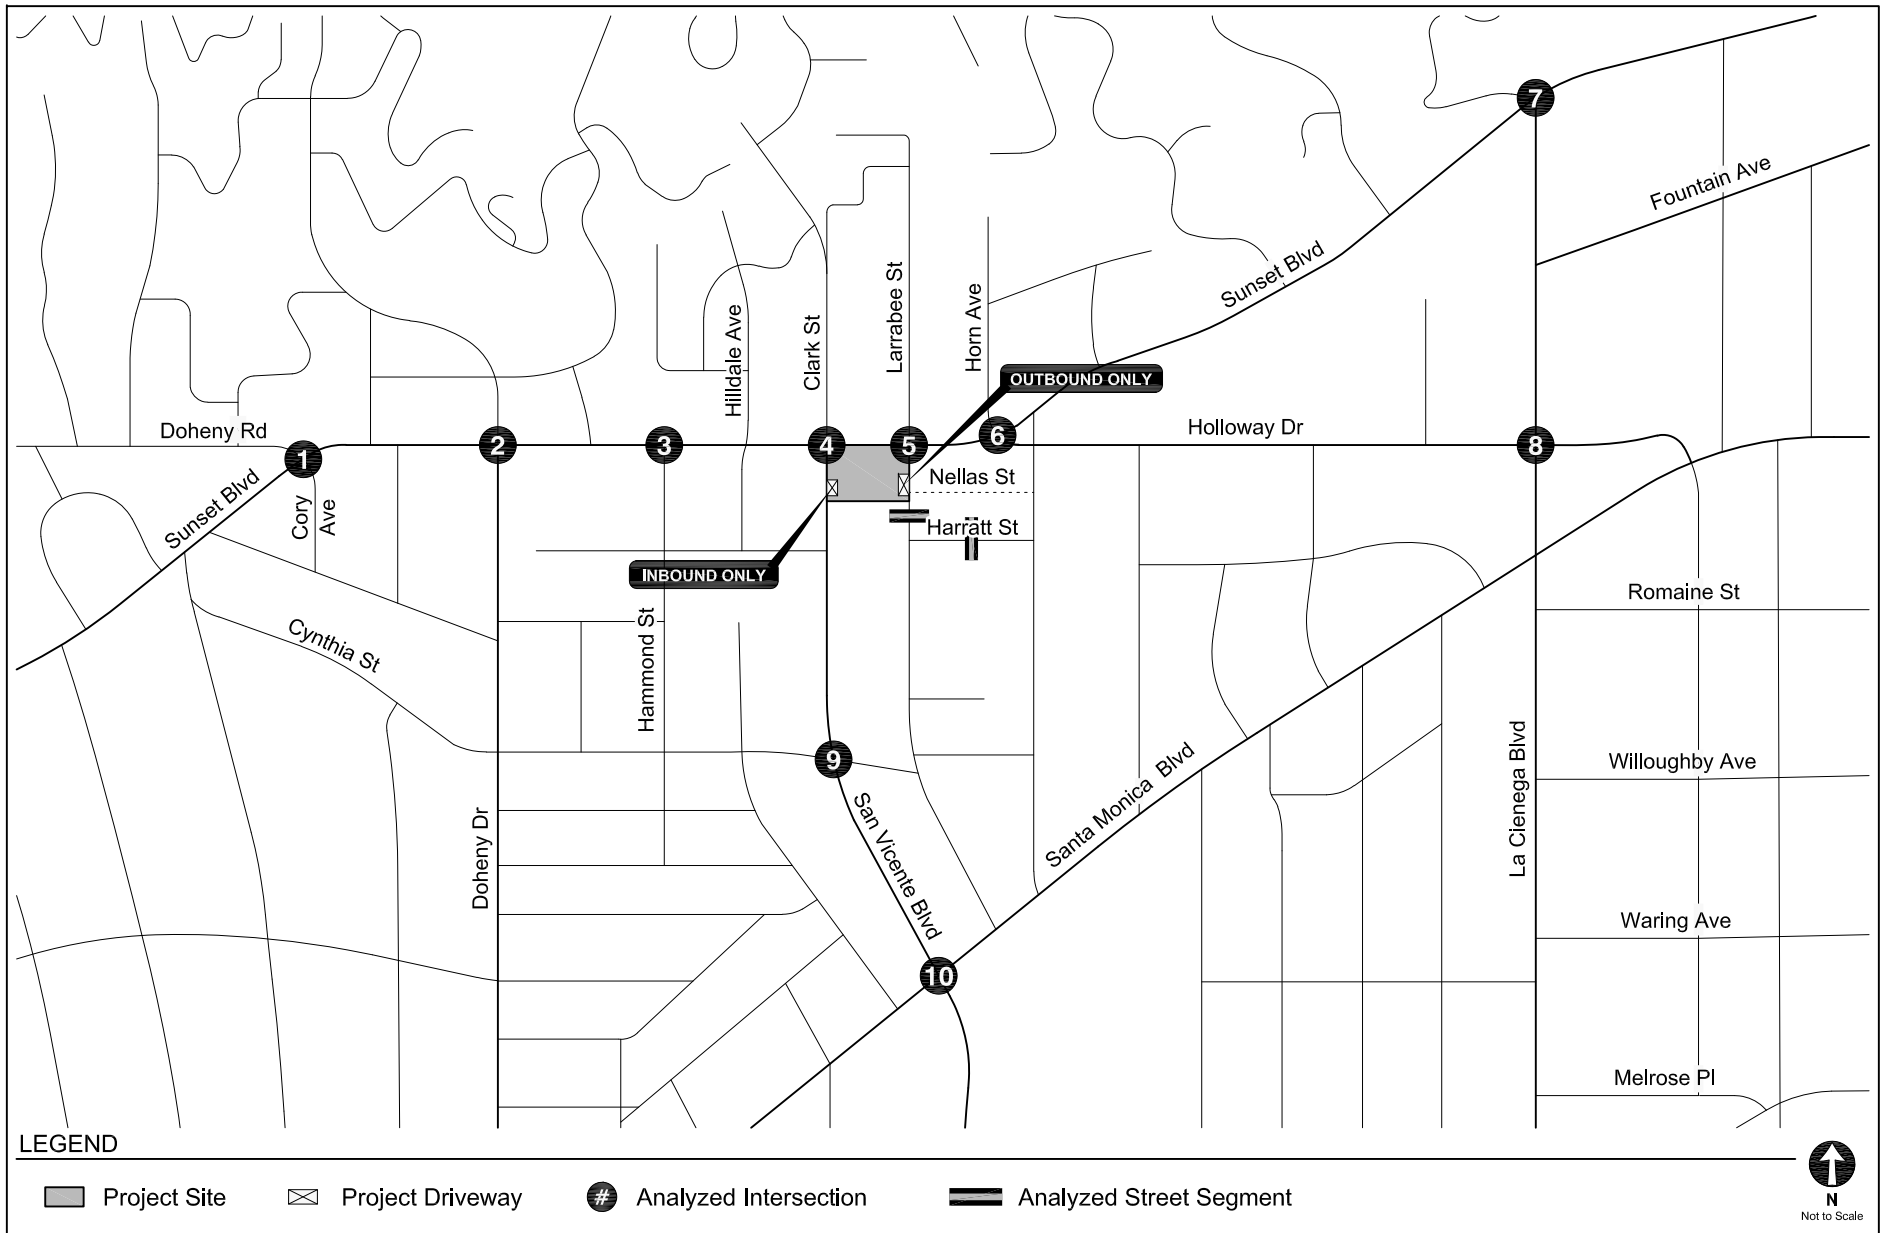 7
Fountain Ave
Sunset Blvd
Larrabee St
Horn Ave
Hilldale Ave
Clark St
OUTBOUND ONLY
Doheny Rd
1
2
3
4
5
6
Holloway Dr
8
Nellas St
Sunset Blvd
Cory
Ave
Harratt St
INBOUND ONLY
Romaine St
Cynthia St
Hammond St
9
Willoughby Ave
La Cienega Blvd
Santa Monica Blvd
San Vicente Blvd
Doheny Dr
Waring Ave
10
Melrose Pl
LEGEND
Project Site
Project Driveway
# Analyzed Intersection
Analyzed Street Segment
N
Not to Scale